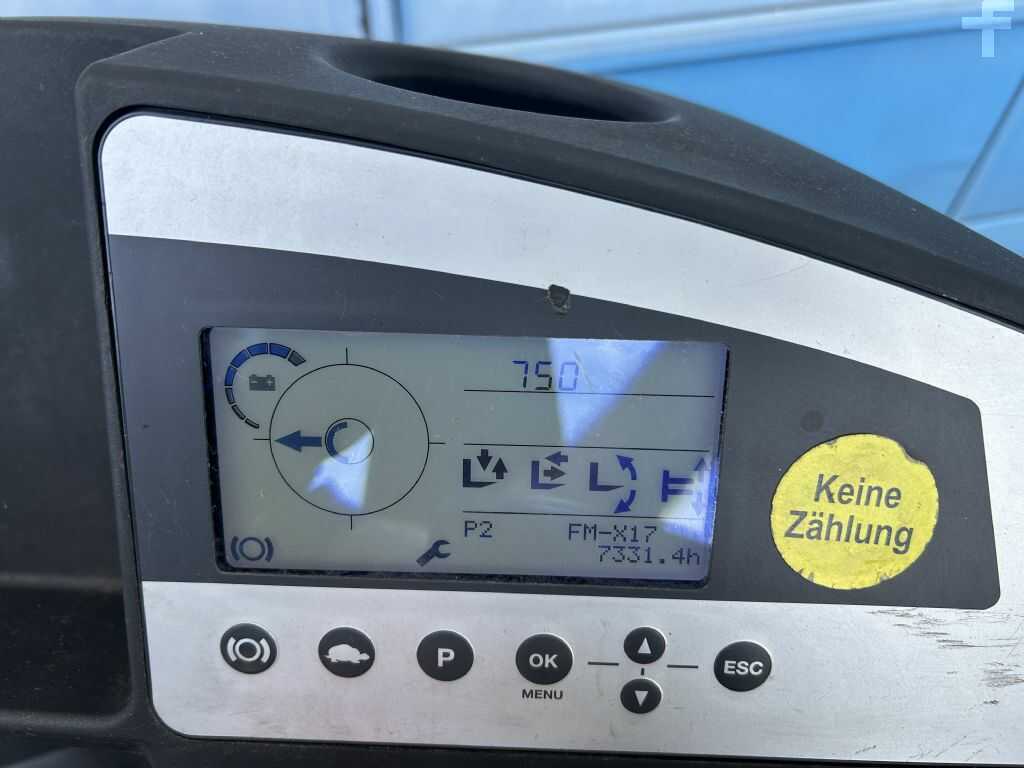 750
P2 FM-X17
7331.4h
Keine
Zählung
P
OK
MENU
ESC
f